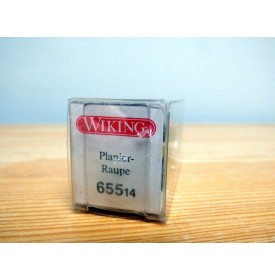 WIKING
Planier-
Raupe
65514